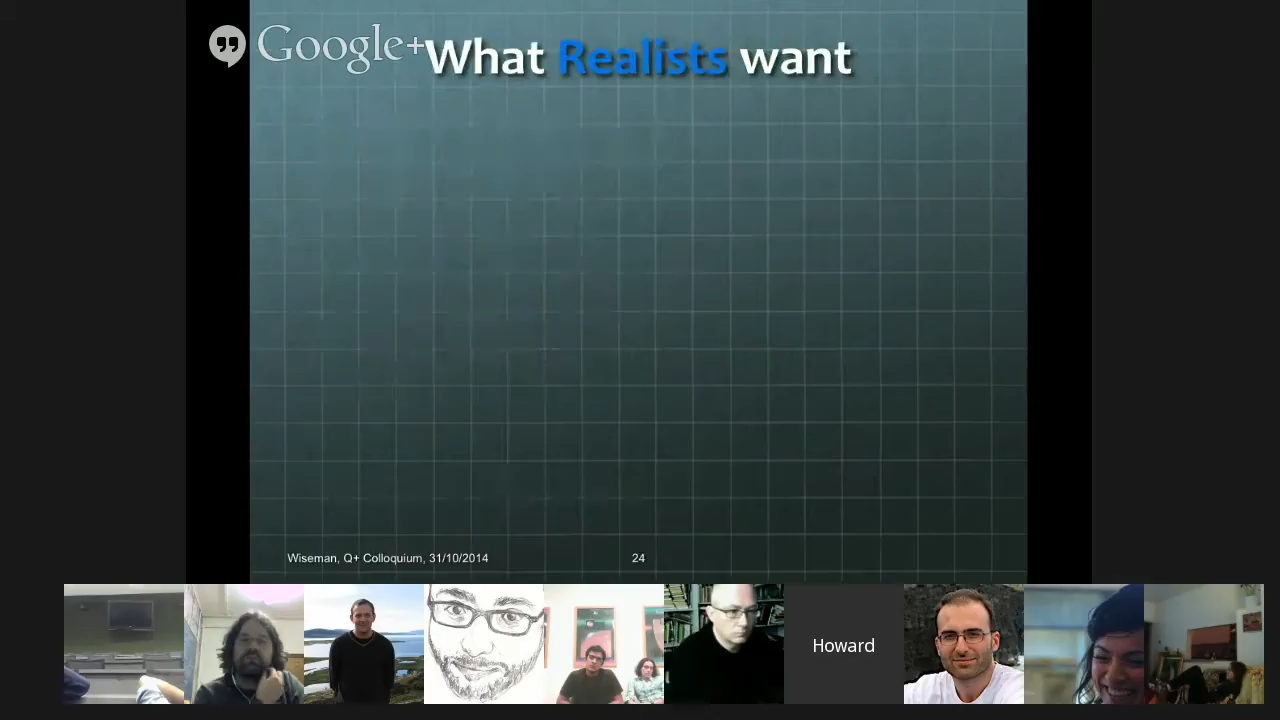 Google+
What Realists want
Wiseman, Q+ Colloquium, 31/10/2014
24
Howard